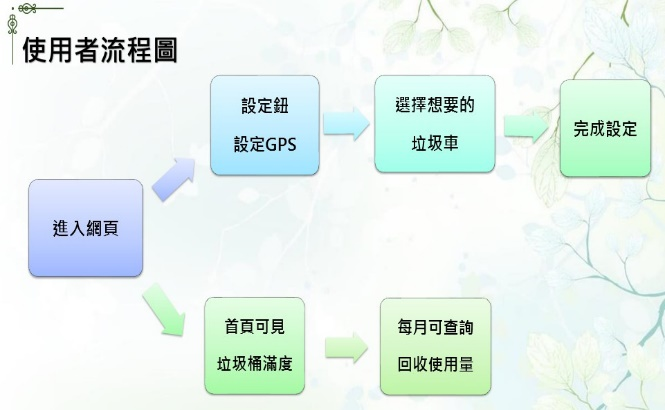 使用者流程圖
設定鈕
設定GPS
選擇想要的
垃圾車
完成設定
進入網頁
首頁可見
垃圾桶滿度
每月可查詢
回收使用量